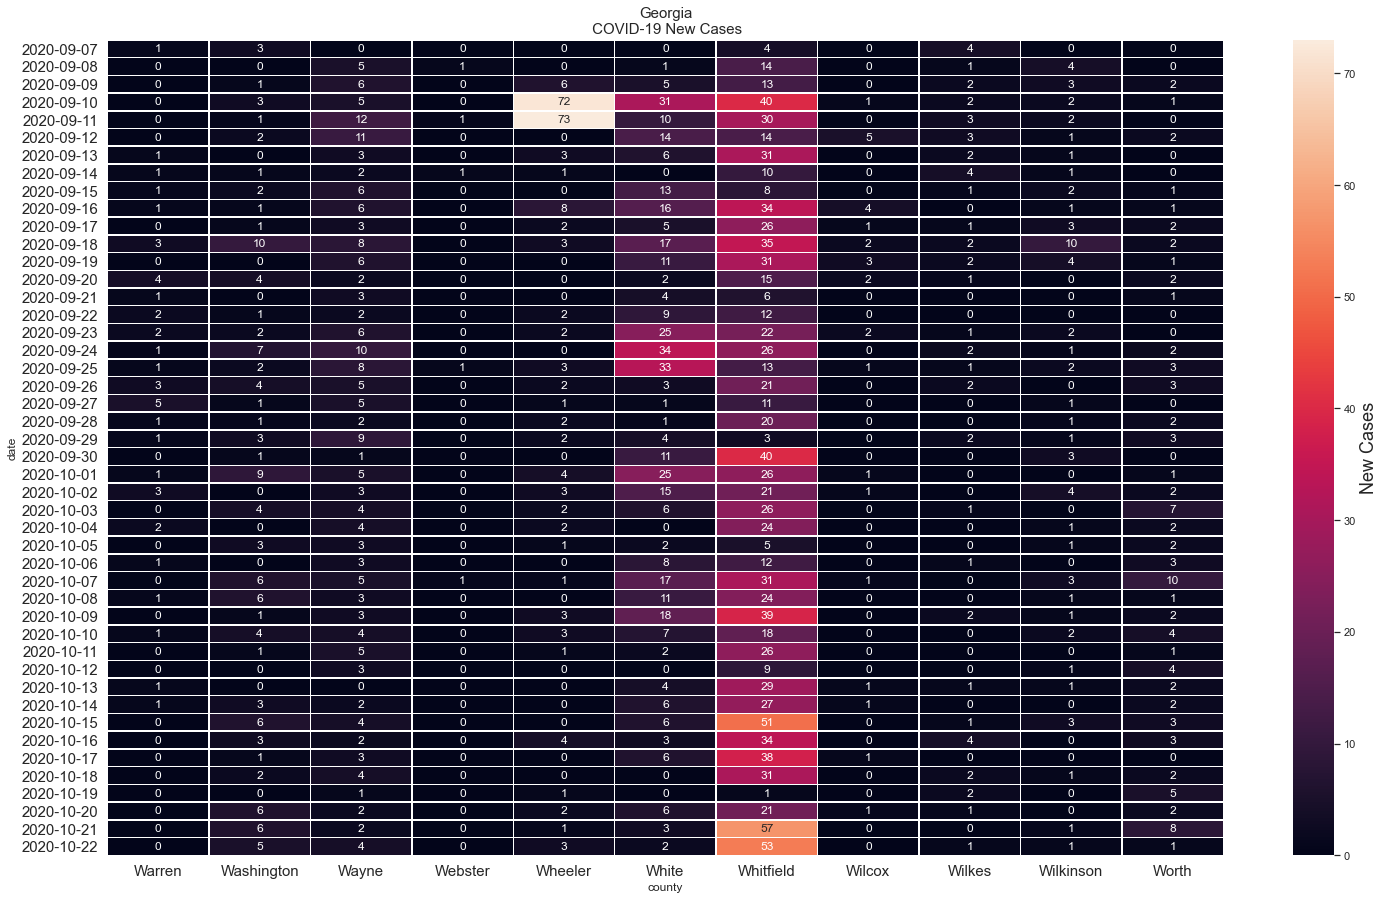 Georgia
COVID-19 New Cases
2020-09-07 1 3 0 0 0 0 4 0 4 0 0
2020-09-08 0 0 5 1 0 1 14 0 1 4 0
2020-09-09 0 1 6 0 6 5 13 0 2 3 2
2020-09-10 0 3 5 0 72 31 40 1 2 2 1
2020-09-11 0 1 12 1 73 10 30 0 3 2 0
2020-09-12 0 2 11 0 0 14 14 5 3 1 2
2020-09-13 1 0 3 0 3 6 31 0 2 1 0
2020-09-14 1 1 2 1 1 0 10 0 4 1 0
2020-09-15 1 2 6 0 0 13 8 0 1 2 1
2020-09-16 1 1 6 0 8 16 34 4 0 1 1
2020-09-17 0 1 3 0 2 5 26 1 1 3 2
2020-09-18 3 10 8 0 3 17 35 2 2 10 2
2020-09-19 0 0 6 0 0 11 31 3 2 4 1
2020-09-20 4 4 2 0 0 2 15 2 1 0 2
2020-09-21 1 0 3 0 0 4 6 0 0 0 1
2020-09-22 2 1 2 0 2 9 12 0 0 0 0
2020-09-23 2 2 6 0 2 25 22 2 1 2 0
2020-09-24 1 7 10 0 0 34 26 0 2 1 2
2020-09-25 1 2 8 1 3 33 13 1 1 2 3
2020-09-26 3 4 5 0 2 3 21 0 2 0 3
2020-09-27 5 1 5 0 1 1 11 0 0 1 0
2020-09-28 1 1 2 0 2 1 20 0 0 1 2
2020-09-29 1 3 9 0 2 4 3 0 2 1 3
2020-09-30 0 1 1 0 0 11 40 0 0 3 0
2020-10-01 1 9 5 0 4 25 26 1 0 0 1
2020-10-02 3 0 3 0 3 15 21 1 0 4 2
2020-10-03 0 4 4 0 2 6 26 0 1 0 7
2020-10-04 2 0 4 0 2 0 24 0 0 1 2
2020-10-05 0 3 3 0 1 2 5 0 0 1 2
2020-10-06 1 0 3 0 0 8 12 0 1 0 3
2020-10-07 0 6 5 1 1 17 31 1 0 3 10
2020-10-08 1 6 3 0 0 11 24 0 0 1 1
2020-10-09 0 1 3 0 3 18 39 0 2 1 2
2020-10-10 1 4 4 0 3 7 18 0 0 2 4
2020-10-11 0 1 5 0 1 2 26 0 0 0 1
2020-10-12 0 0 3 0 0 0 9 0 0 1 4
2020-10-13 1 0 0 0 0 4 29 1 1 1 2
2020-10-14 1 3 2 0 0 6 27 1 0 0 2
2020-10-15 0 6 4 0 0 6 51 0 1 3 3
2020-10-16 0 3 2 0 4 3 34 0 4 0 3
2020-10-17 0 1 3 0 0 6 38 1 0 0 0
2020-10-18 0 2 4 0 0 0 31 0 2 1 2
2020-10-19 0 0 1 0 1 0 1 0 2 0 5
2020-10-20 0 6 2 0 2 6 21 1 1 0 2
2020-10-21 0 6 2 0 1 3 57 0 0 1 8
2020-10-22 0 5 4 0 3 2 53 0 1 1 1
Warren Washington Wayne Webster Wheeler White Whitfield Wilcox Wilkes Wilkinson Worth
county
date
70
60
50
40
30
20
10
0
New Cases